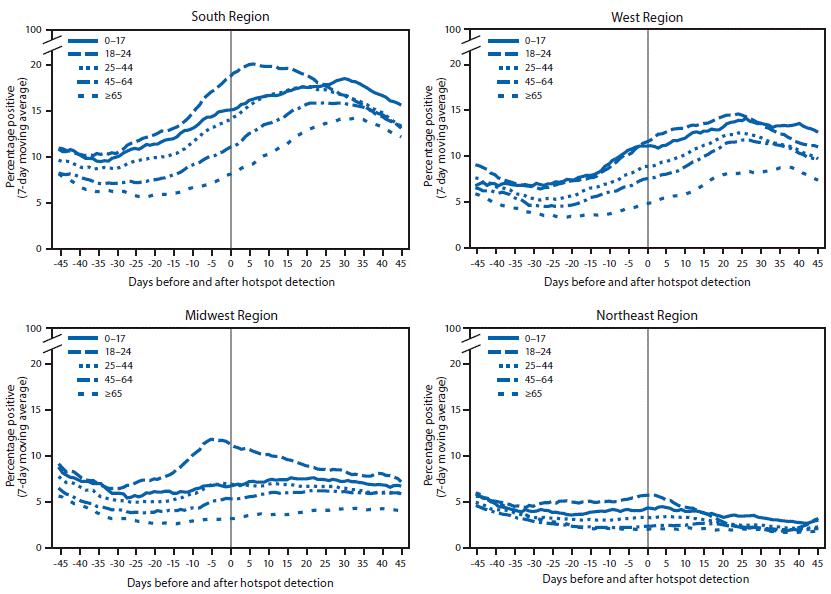 South Region
Percentage positive
(7-day moving average)
100
20
15
10
5
0
0–17
18–24
25–44
45–64
≥65
-45 -40 -35 -30 -25 -20 -15 -10 -5 0 5 10 15 20 25 30 35 40 45
Days before and after hotspot detection
West Region
Percentage positive
(7- day moving average)
100
20
15
10
5
0
0–17
18–24
25–44
45–64
≥65
-45 -40 -35 -30 -25 -20 -15 -10 -5 0 5 10 15 20 25 30 35 40 45
Days before and after hotspot detection
Midwest Region
Percentage positive
(7-day moving average)
100
20
15
10
5
0
0–17
18–24
25–44
45–64
≥65
-45 -40 -35 -30 -25 -20 -15 -10 -5 0 5 10 15 20 25 30 35 40 45
Days before and after hotspot detection
Northeast Region
Percentage positive
(7-day moving average)
100
20
15
10
5
0
0–17
18–24
25–44
45–64
≥65
-45 -40 -35 -30 -25 -20 -15 -10 -5 0 5 10 15 20 25 30 35 40 45
Days before and after hotspot detection